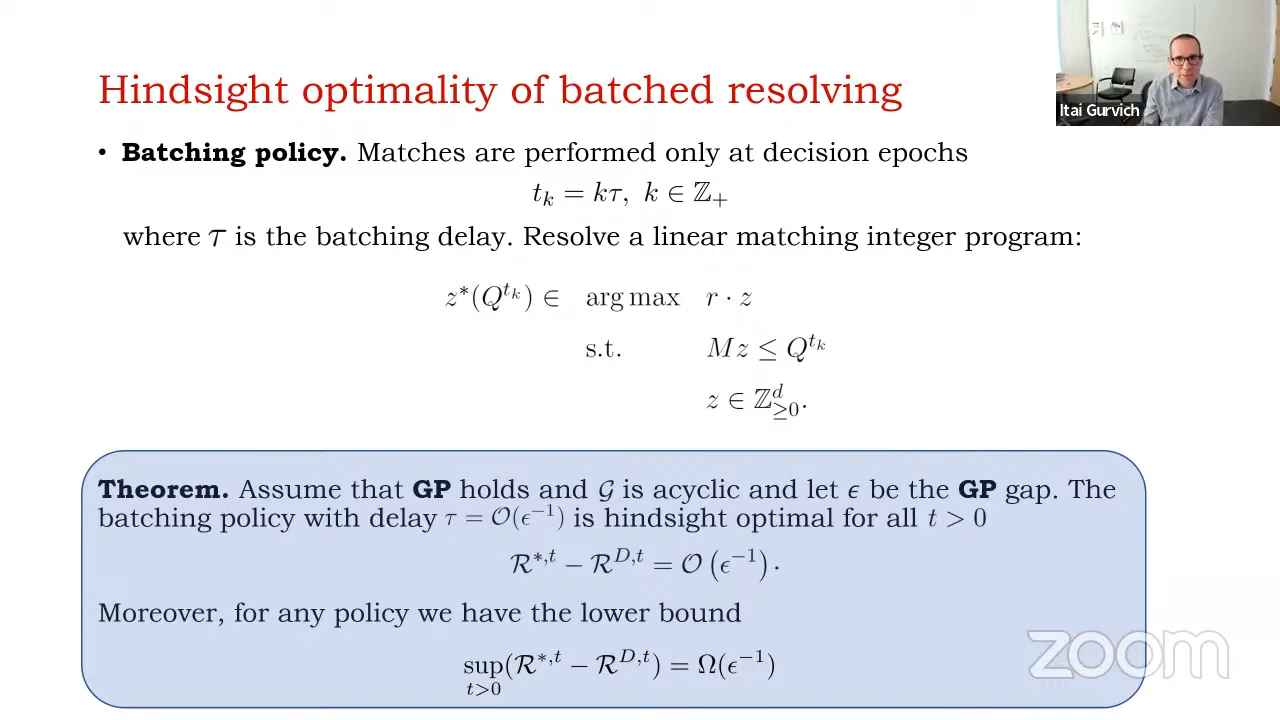 Hindsight optimality of batched resolving
Itai Gurvich
• Batching policy. Matches are performed only at decision epochs
t_k = kτ, k ∈ ℤ_+
where τ is the batching delay. Resolve a linear matching integer program:
z*(Q^{t_k}) ∈ arg max r · z
s.t. Mz ≤ Q^{t_k}
z ∈ ℤ^d_{≥0}.
Theorem. Assume that GP holds and 𝒢 is acyclic and let ϵ be the GP gap. The
batching policy with delay τ = 𝒪(ϵ^{-1}) is hindsight optimal for all t > 0
ℛ^{*,t} − ℛ^{D,t} = 𝒪(ϵ^{-1}).
Moreover, for any policy we have the lower bound
sup_{t>0}(ℛ^{*,t} − ℛ^{D,t}) = Ω(ϵ^{-1})
zoom